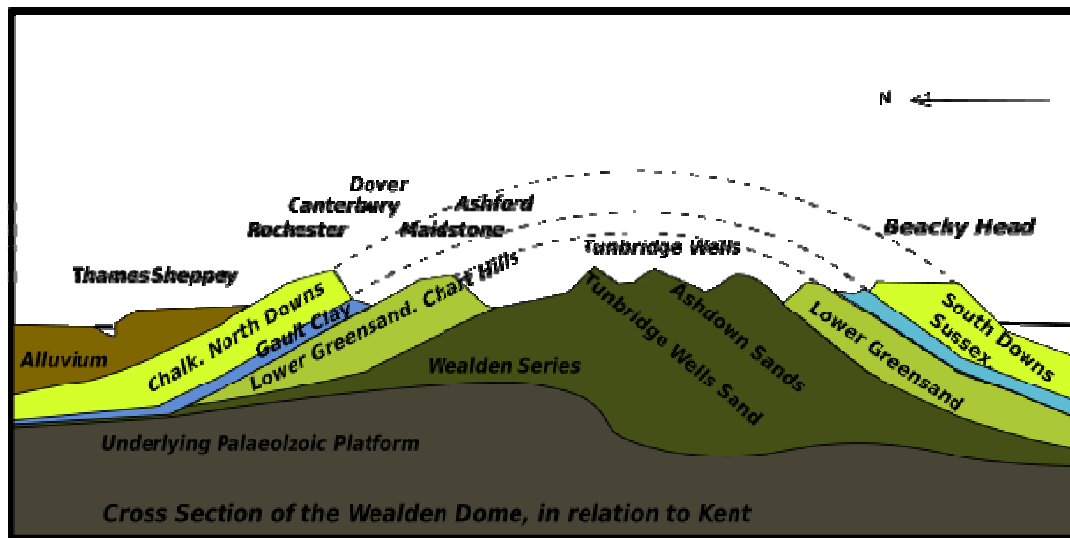 N
Dover
Canterbury
Ashford
Rochester
Maidstone
Beachy Head
Tunbridge Wells
Thames Sheppey
Alluvium
Chalk. North Downs
Gault Clay
Lower Greensand. Chart Hills
Wealden Series
Tunbridge Wells Sand
Ashdown Sands
Lower Greensand
South Downs
Sussex
Underlying Palaeolzoic Platform
Cross Section of the Wealden Dome, in relation to Kent